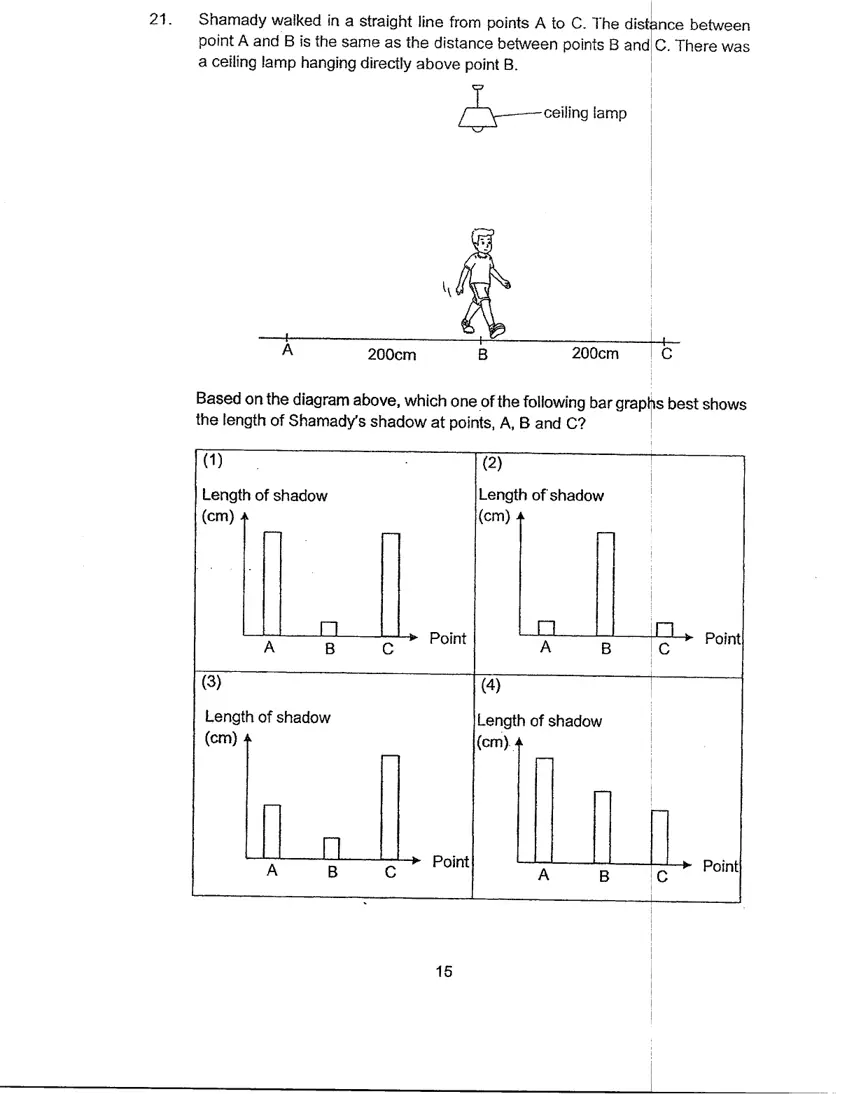 21. Shamady walked in a straight line from points A to C. The distance between
point A and B is the same as the distance between points B and C. There was
a ceiling lamp hanging directly above point B.
ceiling lamp
A 200cm B 200cm C
Based on the diagram above, which one of the following bar graphs best shows
the length of Shamady's shadow at points, A, B and C?
(1)
Length of shadow
(cm)
Point
A B C
(2)
Length of shadow
(cm)
Point
A B C
(3)
Length of shadow
(cm)
Point
A B C
(4)
Length of shadow
(cm)
Point
A B C
15